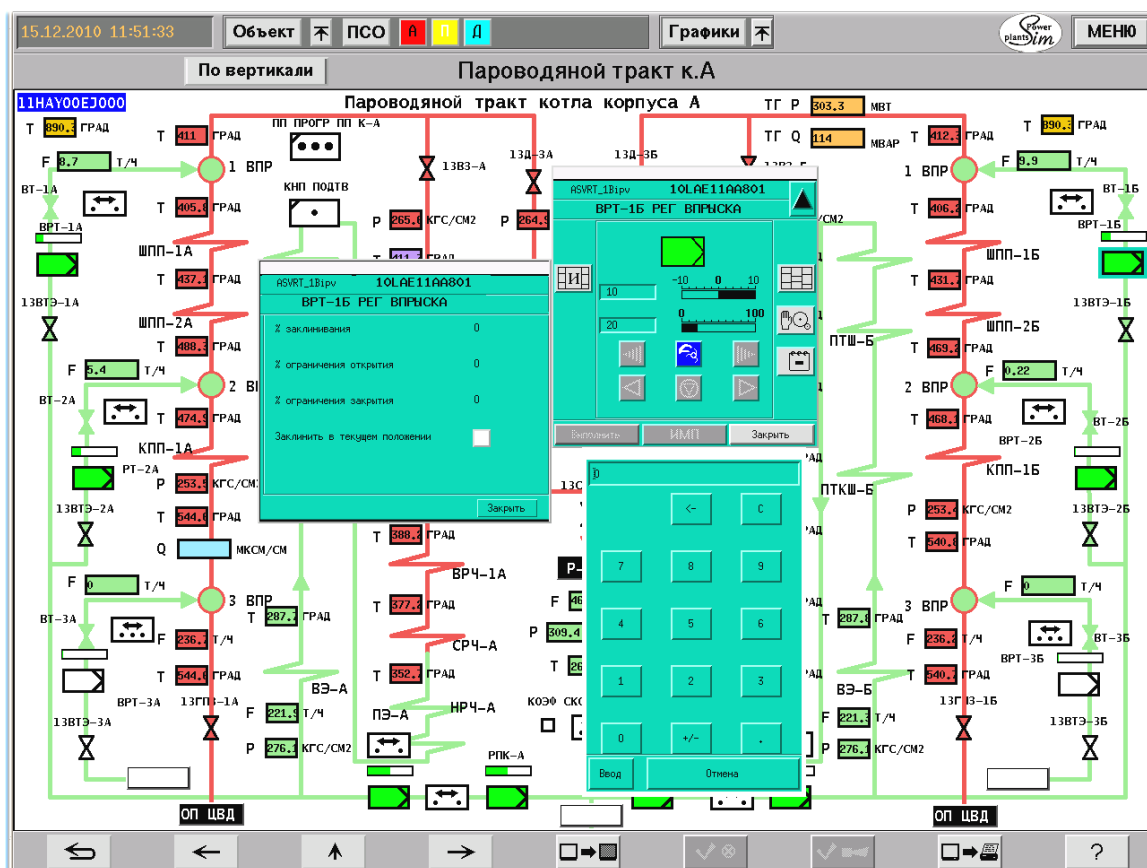 15.12.2010 11:51:33 Объект ПСО А П Д Графики Power plants Sim МЕНЮ
По вертикали Пароводяной тракт к.А
11HAY00EJ000 Пароводяной тракт котла корпуса А ТГ P 303.3 МВТ
T 890.3 ГРАД T 411 ГРАД ПП ПРОГР ПП К-А ТГ Q 114 МВАР T 412.3 ГРАД T 890.3 ГРАД
F 8.7 Т/Ч 1 ВПР 13ВЗ-А 13Д-3А 13Д-3Б 1 ВПР F 9.9 Т/Ч
ВТ-1А КНП ПОДТВ ВТ-1Б
T 405.8 ГРАД P 265.6 КГС/СМ2 P 264.9 КГС/СМ2 T 406.2 ГРАД
ВРТ-1А ВРТ-1Б
ШПП-1А ШПП-1Б
T 437.1 ГРАД T 431.7 ГРАД
13ВТЭ-1А 13ВТЭ-1Б
ШПП-2А ШПП-2Б
T 488.3 ГРАД ПТШ-Б T 469.2 ГРАД
F 5.4 Т/Ч 2 ВПР F 0.22 Т/Ч
ВТ-2А ВТ-2Б
T 474.9 ГРАД T 468.1 ГРАД
КПП-1А ВРТ-2Б КПП-1Б
РТ-2А
P 253.5 КГС/СМ2 ПТКШ-Б P 253.4 КГС/СМ2
13ВТЭ-2А T 544.6 ГРАД T 540.8 ГРАД 13ВТЭ-2Б
Q МКСМ/СМ T 388.2 ГРАД
ВРЧ-1А
F 0 Т/Ч 3 ВПР T 377.2 ГРАД 3 ВПР F 0 Т/Ч
ВТ-3А T 287.7 ГРАД T 287.8 ГРАД ВТ-3Б
F 236.7 Т/Ч СРЧ-А P 309.4 F 236.2 Т/Ч
T 544.6 ГРАД T 352.7 ГРАД T 540.7 ГРАД ВРТ-3Б
ВРТ-3А 13ГПЗ-1А ВЭ-А НРЧ-А ВЭ-Б 13ГПЗ-1Б
13ВТЭ-3А F 221.9 Т/Ч ПЭ-А F 221.3 Т/Ч 13ВТЭ-3Б
P 276.1 КГС/СМ2 РПК-А P 276.1 КГС/СМ2
ОП ЦВД ОП ЦВД
ASVRT_1Bipv 10LAE11AA801
ВРТ-1Б РЕГ ВПРЫСКА
% заклинивания 0
% ограничения открытия 0
% ограничения закрытия 0
Заклинить в текущем положении
Закрыть
ASVRT_1Bipv 10LAE11AA801
ВРТ-1Б РЕГ ВПРЫСКА
И
-10 0 10
10
0 100
20
Выполнить ИМП Закрыть
0
<- C
7 8 9
4 5 6
1 2 3
0 +/- .
Ввод Отмена
?